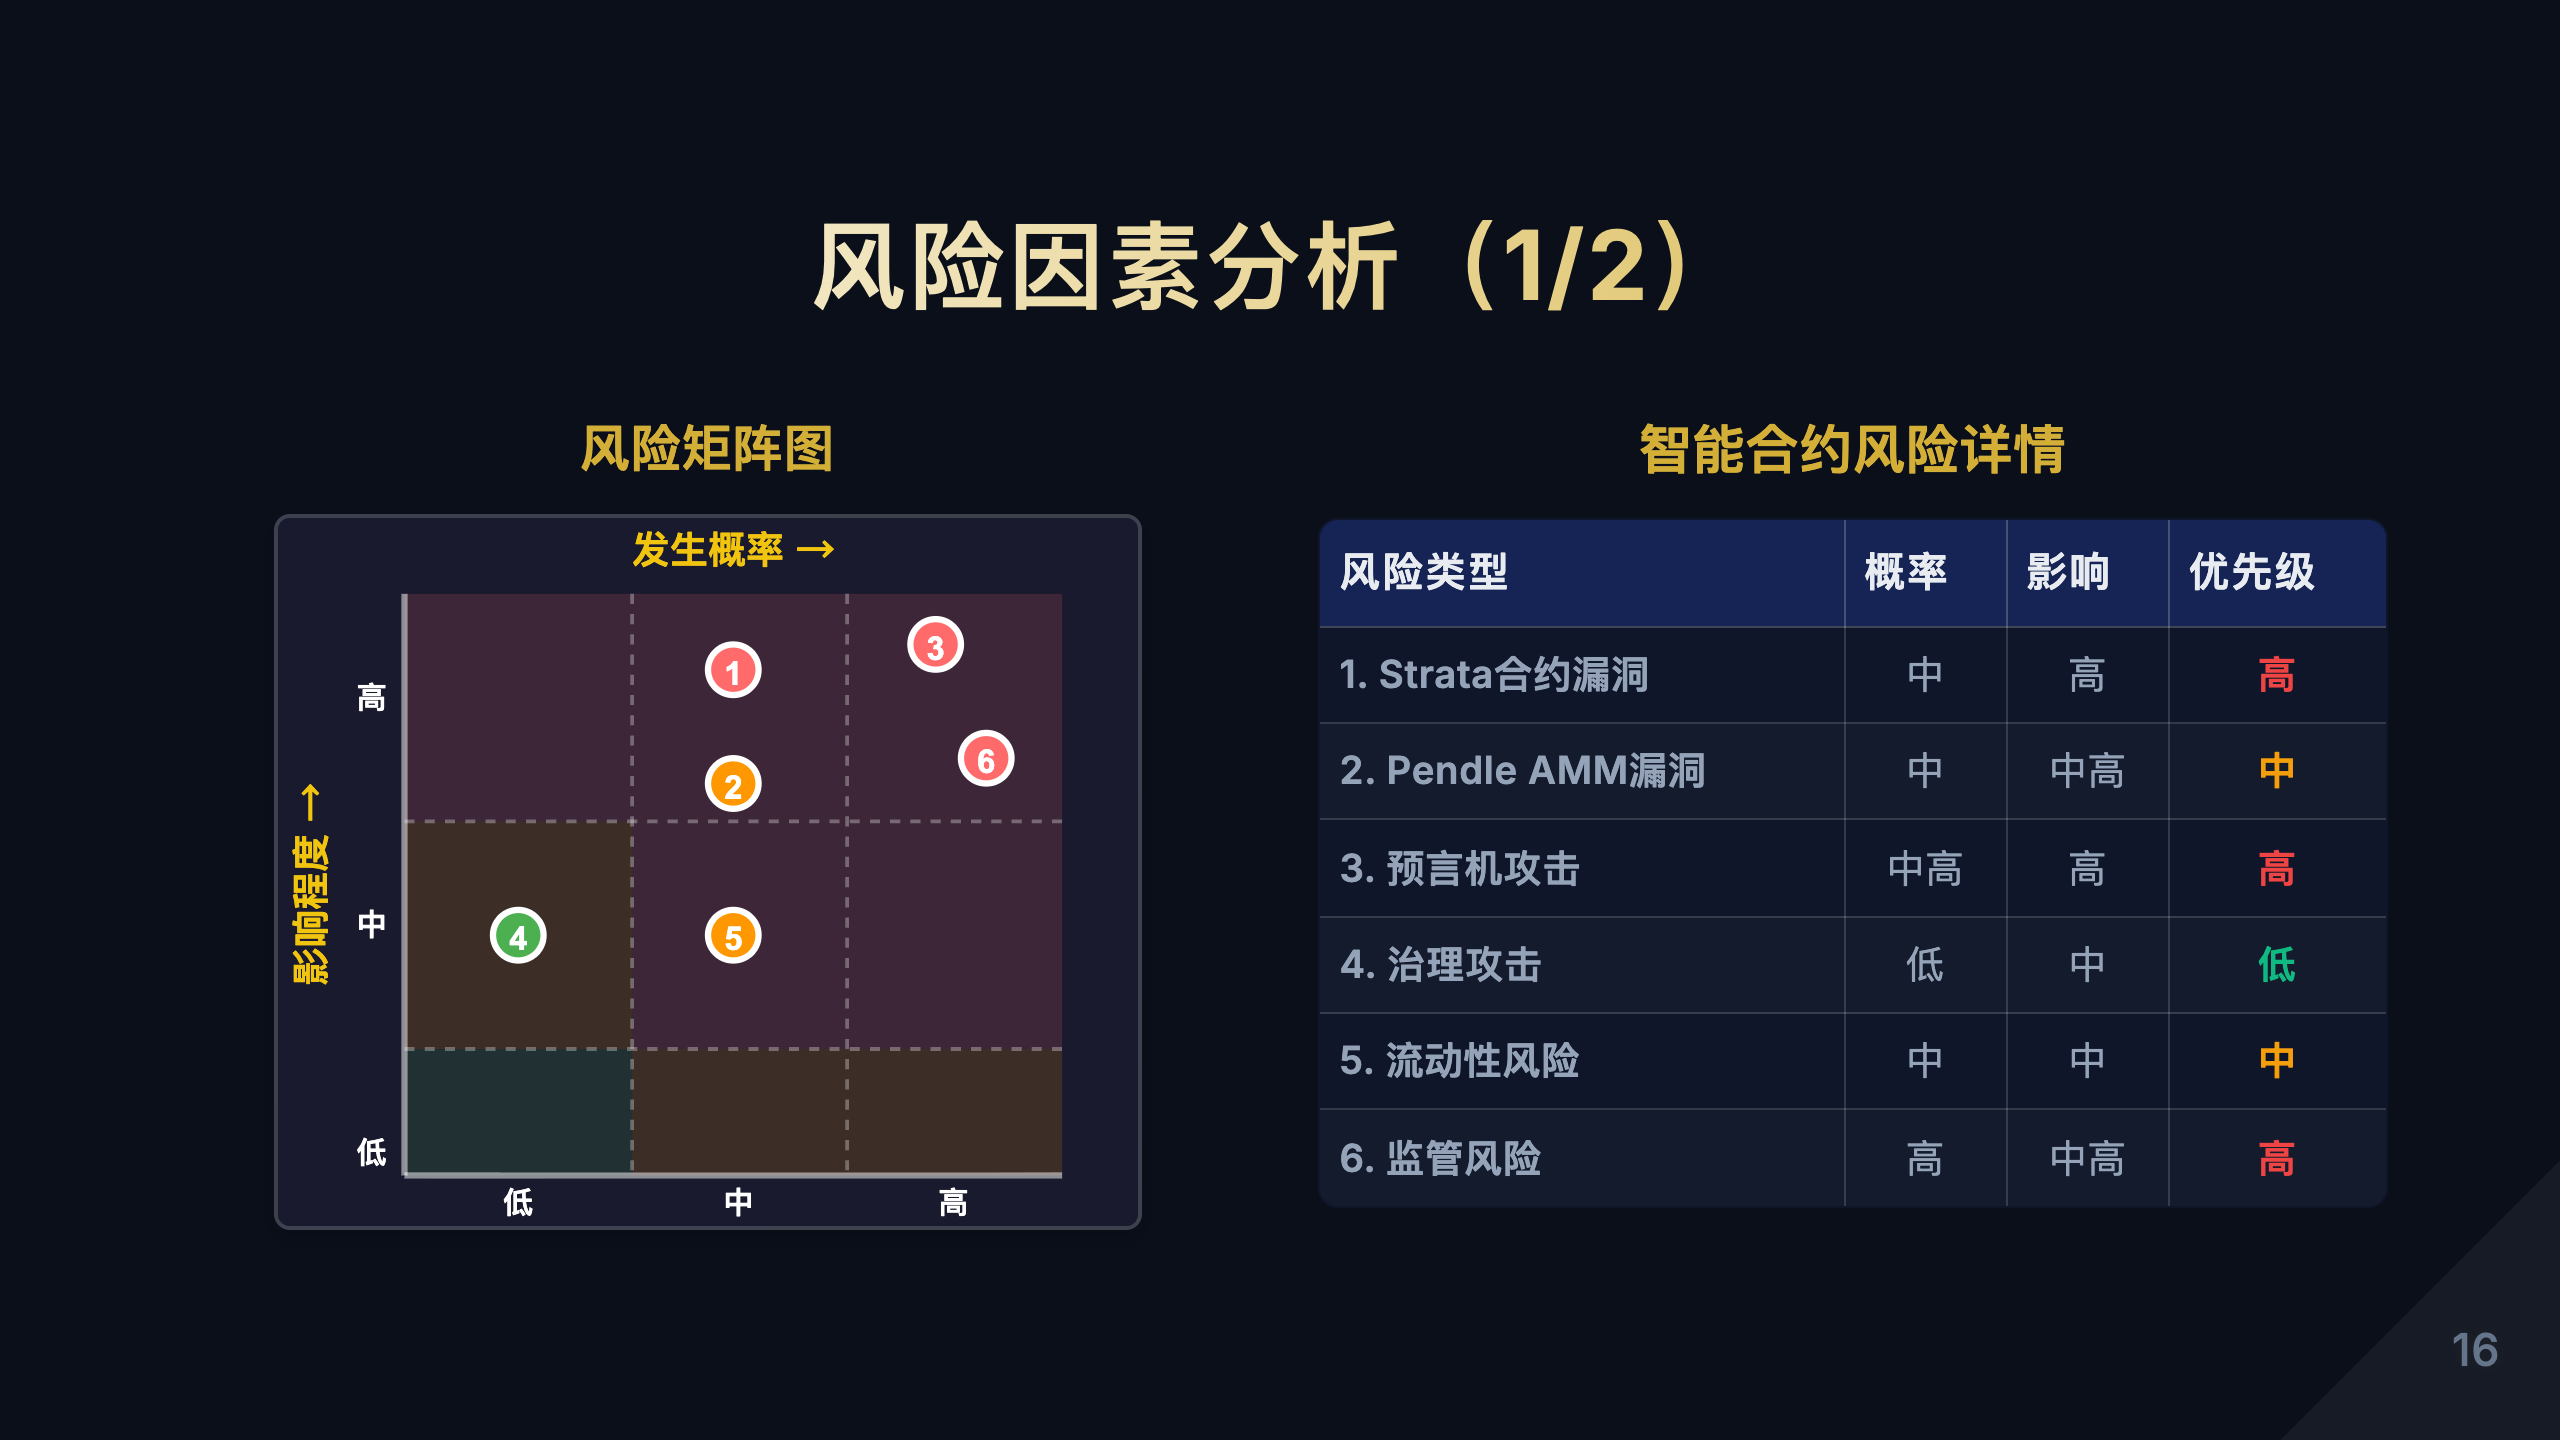 风险因素分析（1/2）
风险矩阵图
发生概率 →
影响程度 →
高
中
低
1
2
3
6
4
5
低 中 高
智能合约风险详情
风险类型 概率 影响 优先级
1. Strata合约漏洞 中 高 高
2. Pendle AMM漏洞 中 中高 中
3. 预言机攻击 中高 高 高
4. 治理攻击 低 中 低
5. 流动性风险 中 中 中
6. 监管风险 高 中高 高
16